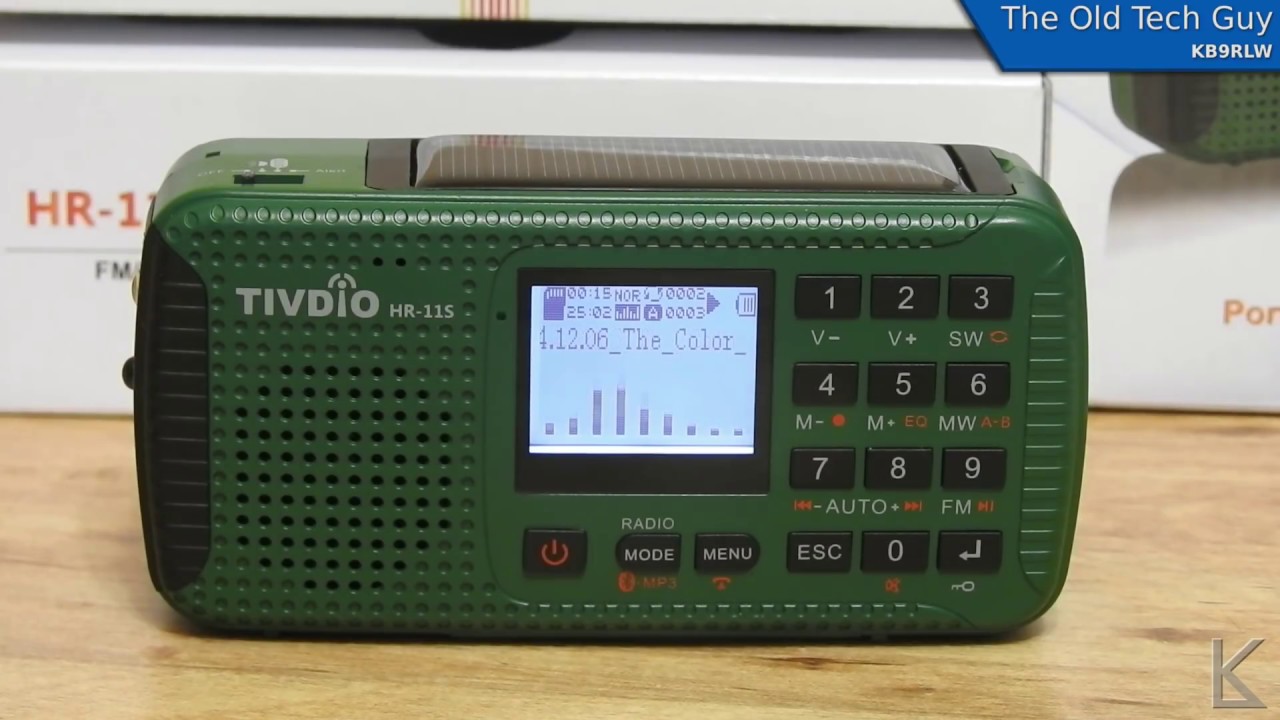 The Old Tech Guy
KB9RLW
HR-11
FM/
Por
OFF
TIVDIO HR-11S
00:15 NOR 0002
25:02 A 0003
4.12.06_The_Color_
1 2 3
V- V+ SW
4 5 6
M- M+ EQ MW A-B
7 8 9
-AUTO+ FM
RADIO
MODE MENU ESC 0
MP3
K